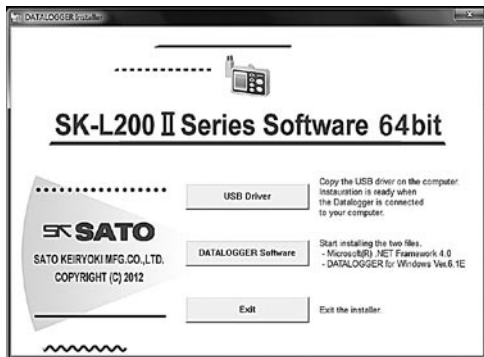 DATALOGGER Installer
SK-L200 II Series Software 64bit
USB Driver
Copy the USB driver on the computer.
Instauration is ready when
the Datalogger is connected
to your computer.
SK SATO
SATO KEIRYOKI MFG.CO.,LTD.
COPYRIGHT (C) 2012
DATALOGGER Software
Start installing the two files.
- Microsoft(R) .NET Framework 4.0
- DATALOGGER for Windows Ver.6.1E
Exit
Exit the installer.